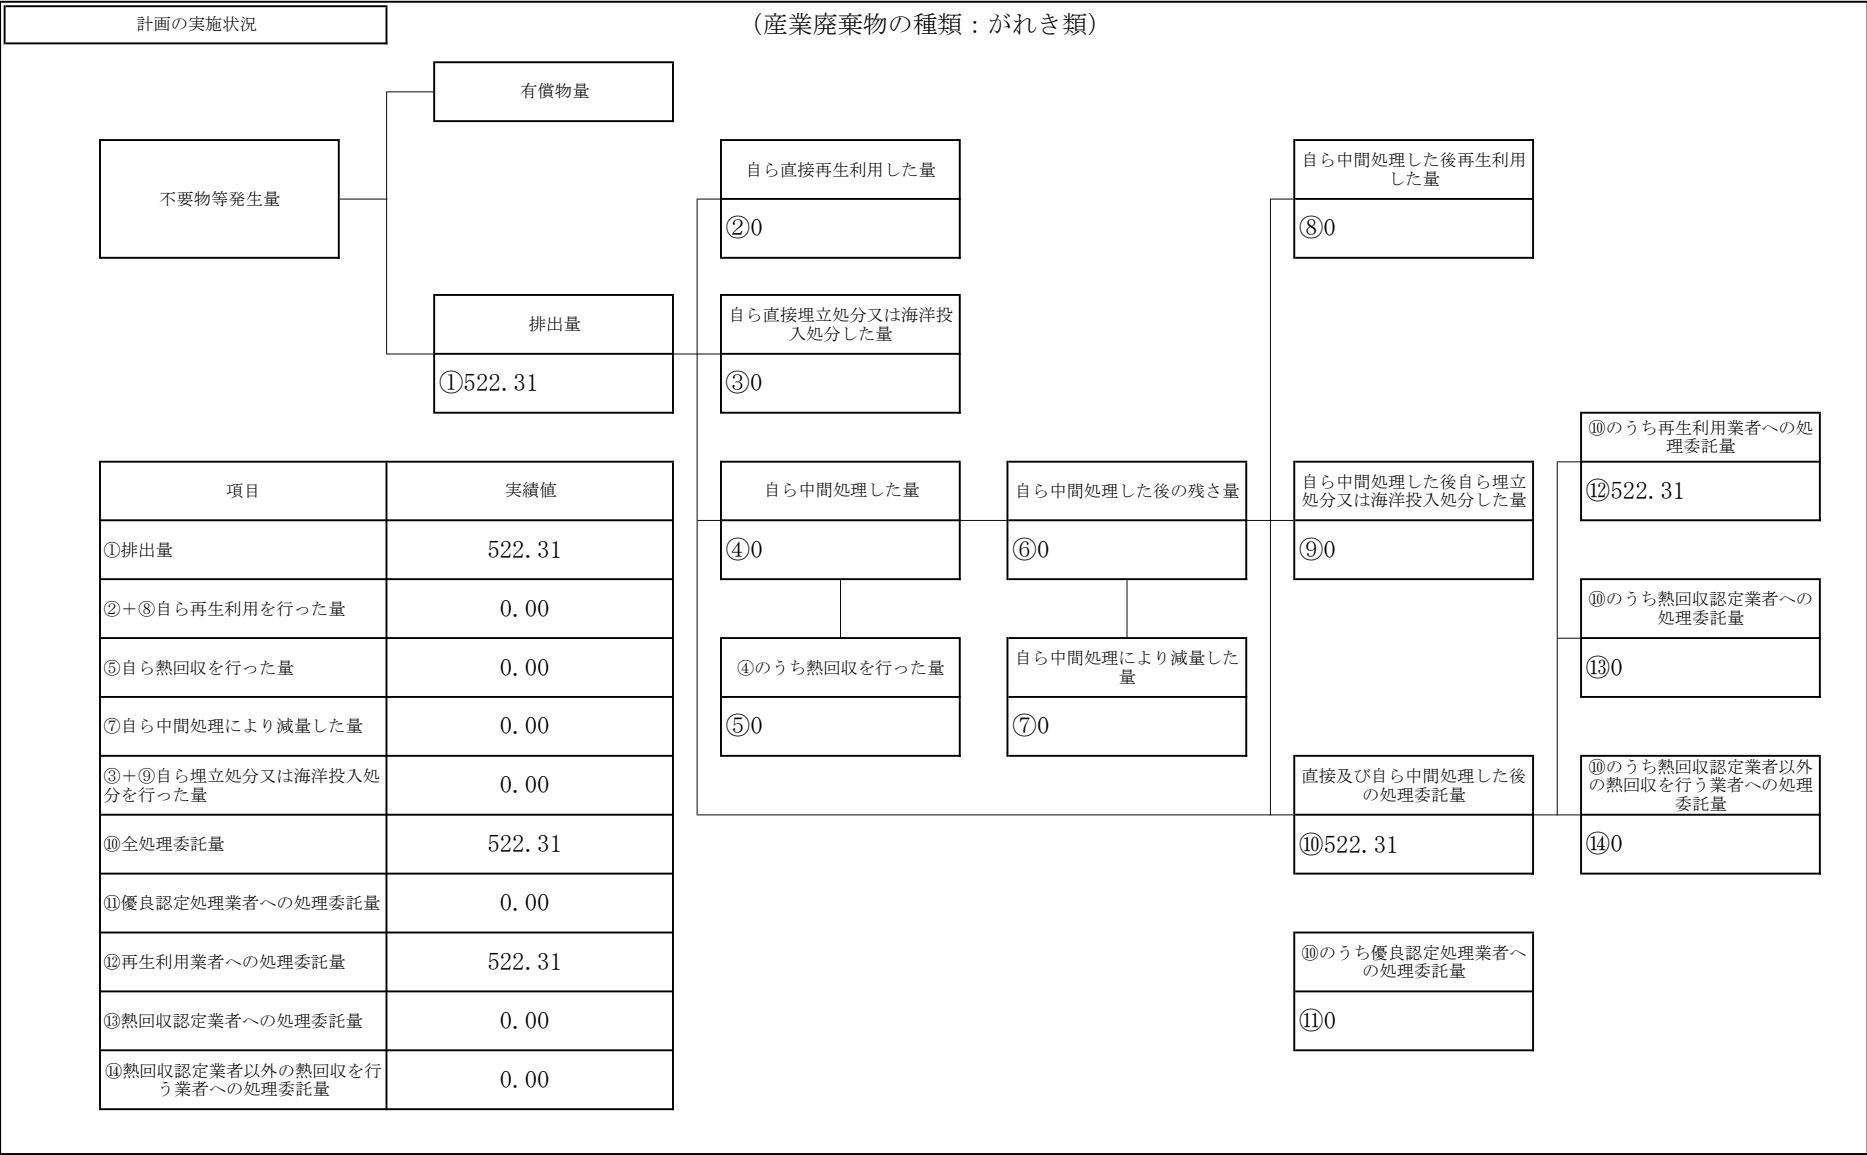 計画の実施状況
（産業廃棄物の種類：がれき類）
有償物量
不要物等発生量
自ら直接再生利用した量
②0
自ら中間処理した後再生利用
した量
⑧0
排出量
①522.31
自ら直接埋立処分又は海洋投
入処分した量
③0
⑩のうち再生利用業者への処
理委託量
⑫522.31
自ら中間処理した量
④0
自ら中間処理した後の残さ量
⑥0
自ら中間処理した後自ら埋立
処分又は海洋投入処分した量
⑨0
⑩のうち熱回収認定業者への
処理委託量
⑬0
④のうち熱回収を行った量
⑤0
自ら中間処理により減量した
量
⑦0
直接及び自ら中間処理した後
の処理委託量
⑩522.31
⑩のうち熱回収認定業者以外
の熱回収を行う業者への処理
委託量
⑭0
⑩のうち優良認定処理業者へ
の処理委託量
⑪0
項目 実績値
①排出量 522.31
②＋⑧自ら再生利用を行った量 0.00
⑤自ら熱回収を行った量 0.00
⑦自ら中間処理により減量した量 0.00
③＋⑨自ら埋立処分又は海洋投入処
分を行った量 0.00
⑩全処理委託量 522.31
⑪優良認定処理業者への処理委託量 0.00
⑫再生利用業者への処理委託量 522.31
⑬熱回収認定業者への処理委託量 0.00
⑭熱回収認定業者以外の熱回収を行
う業者への処理委託量 0.00